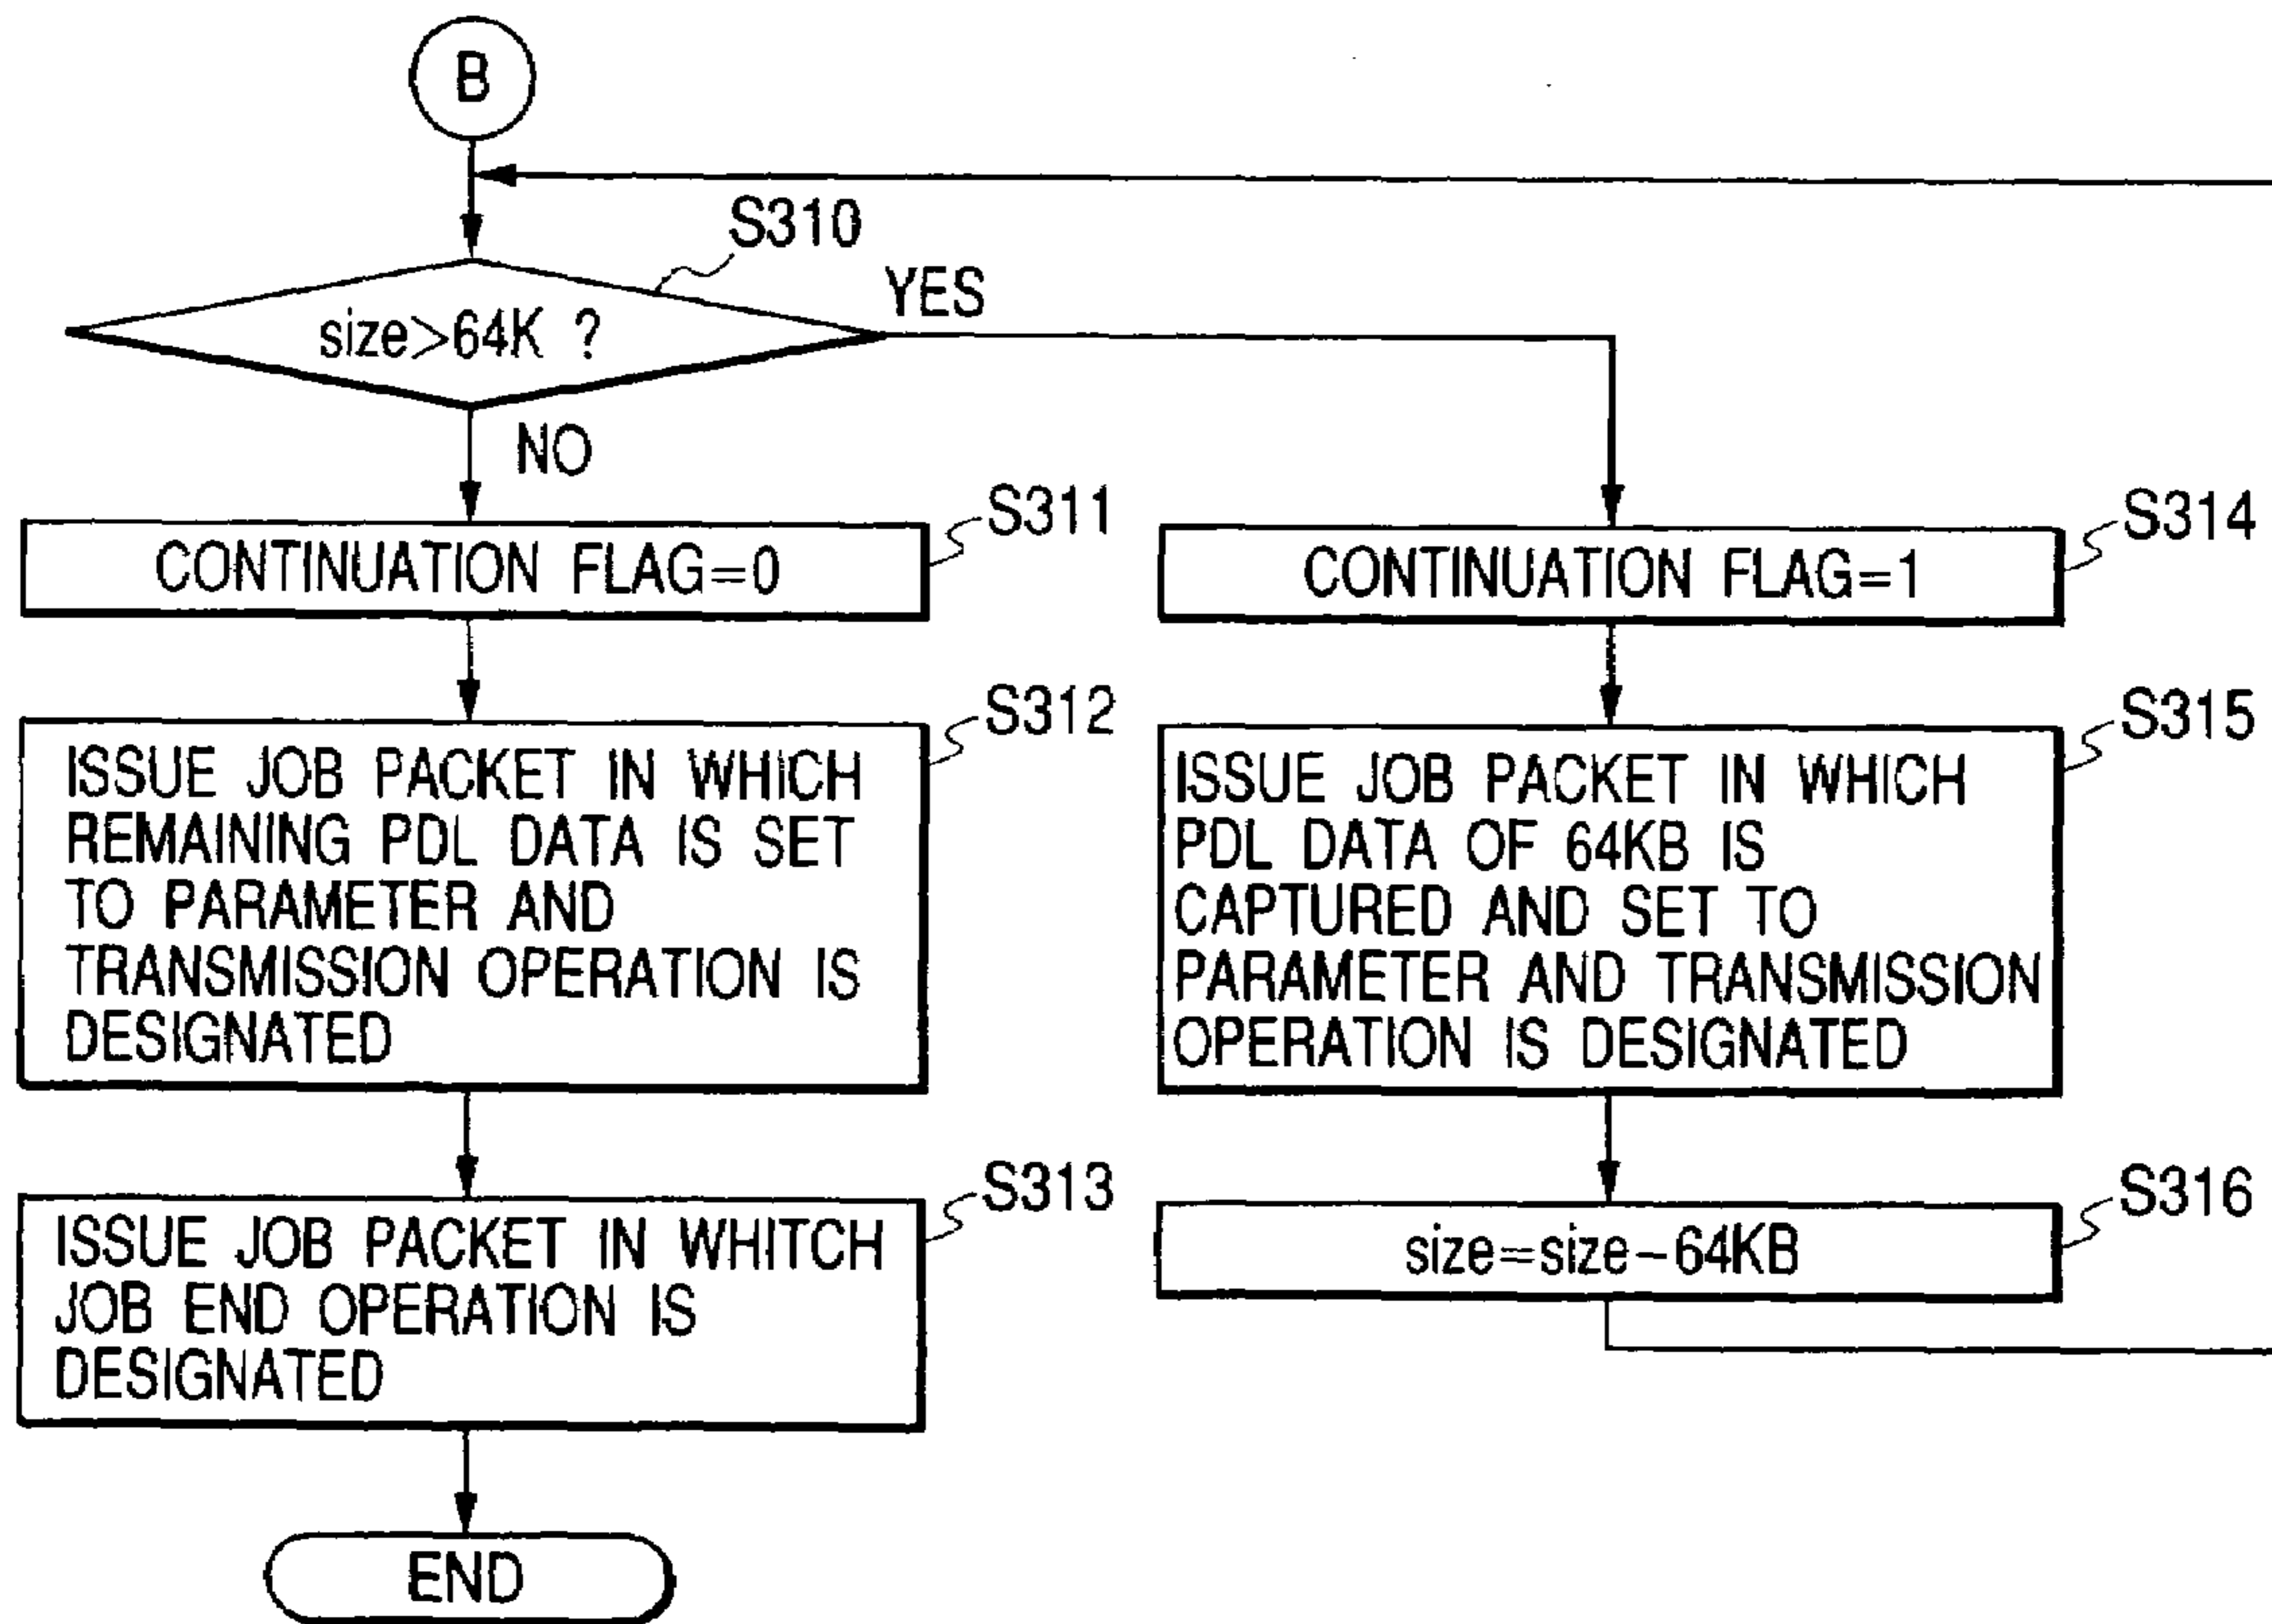 B
S310
size>64K ?
YES
NO
S311
CONTINUATION FLAG=0
S312
ISSUE JOB PACKET IN WHICH
REMAINING PDL DATA IS SET
TO PARAMETER AND
TRANSMISSION OPERATION IS
DESIGNATED
S313
ISSUE JOB PACKET IN WHITCH
JOB END OPERATION IS
DESIGNATED
END
S314
CONTINUATION FLAG=1
S315
ISSUE JOB PACKET IN WHICH
PDL DATA OF 64KB IS
CAPTURED AND SET TO
PARAMETER AND TRANSMISSION
OPERATION IS DESIGNATED
S316
size=size-64KB